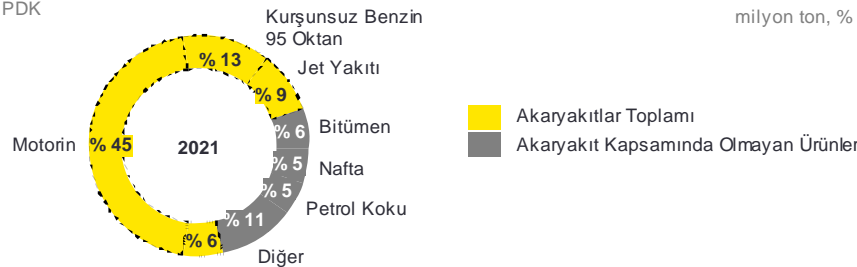 PDK
milyon ton, %
Kurşunsuz Benzin
95 Oktan
% 13
Jet Yakıtı
% 9
Akaryakıtlar Toplamı
Bitümen
% 6
Motorin
% 45
2021
Akaryakıt Kapsamında Olmayan Ürünler
Nafta
% 5
% 5
Petrol Koku
% 11
% 6
Diğer